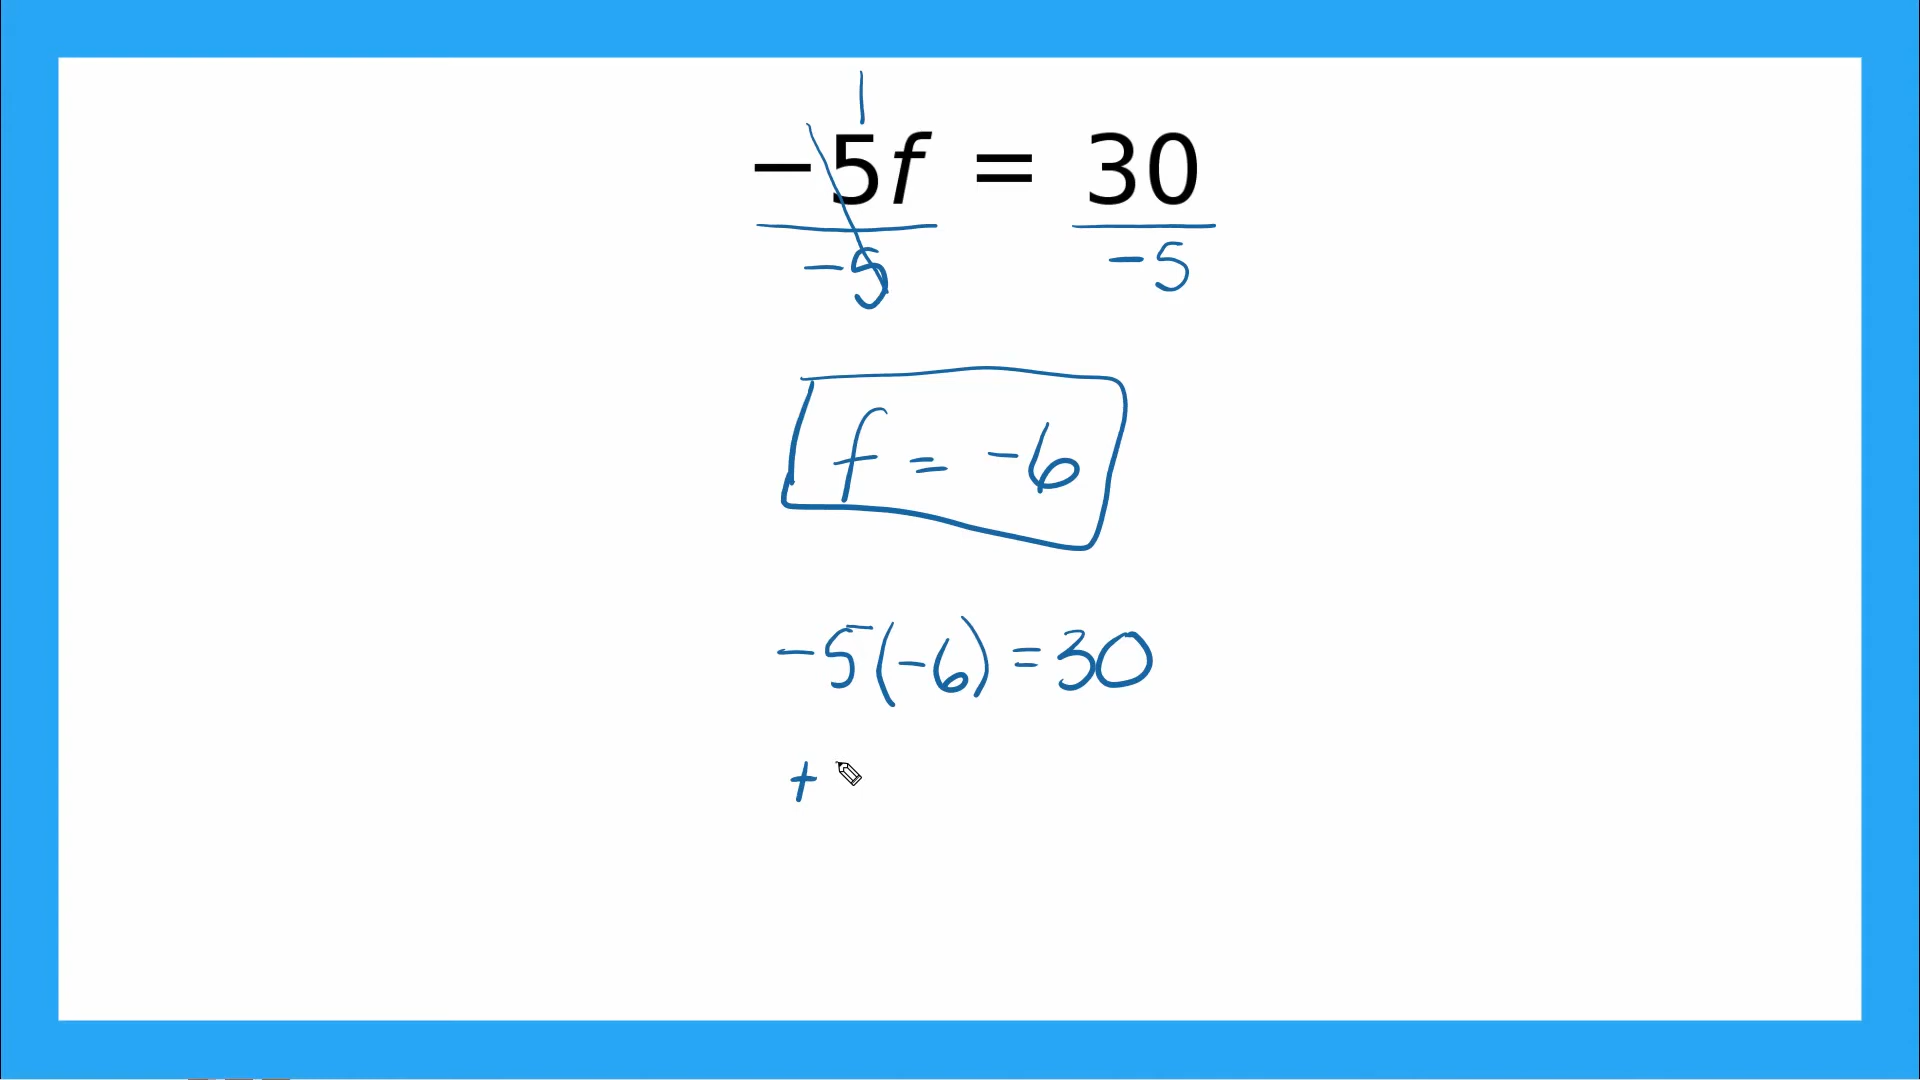 1
−5f = 30
-5 -5
f = -6
-5(-6) = 30
+